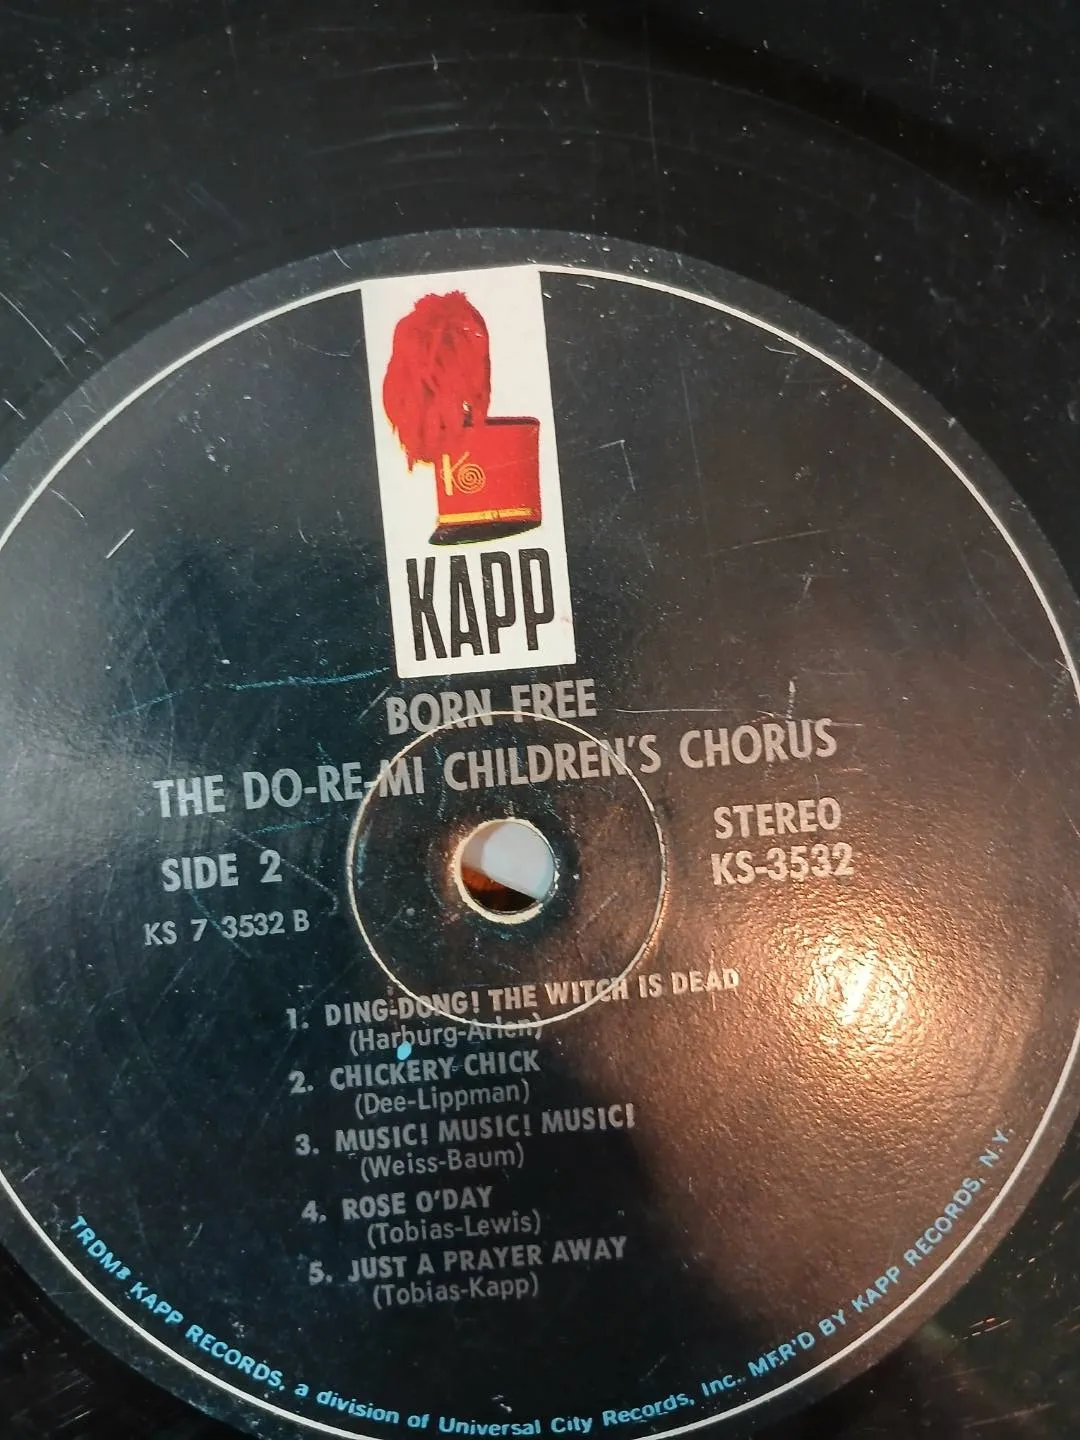 K
KAPP
BORN FREE
THE DO-RE-MI CHILDREN'S CHORUS
STEREO
KS-3532
SIDE 2
KS 7 3532 B
1. DING-DONG! THE WITCH IS DEAD
(Harburg-Arlen)
2. CHICKERY CHICK
(Dee-Lippman)
3. MUSIC! MUSIC! MUSIC!
(Weiss-Baum)
4. ROSE O'DAY
(Tobias-Lewis)
5. JUST A PRAYER AWAY
(Tobias-Kapp)
TRDMK KAPP RECORDS, a division of Universal City Records, Inc.. MFR'D BY KAPP RECORDS, N.Y.